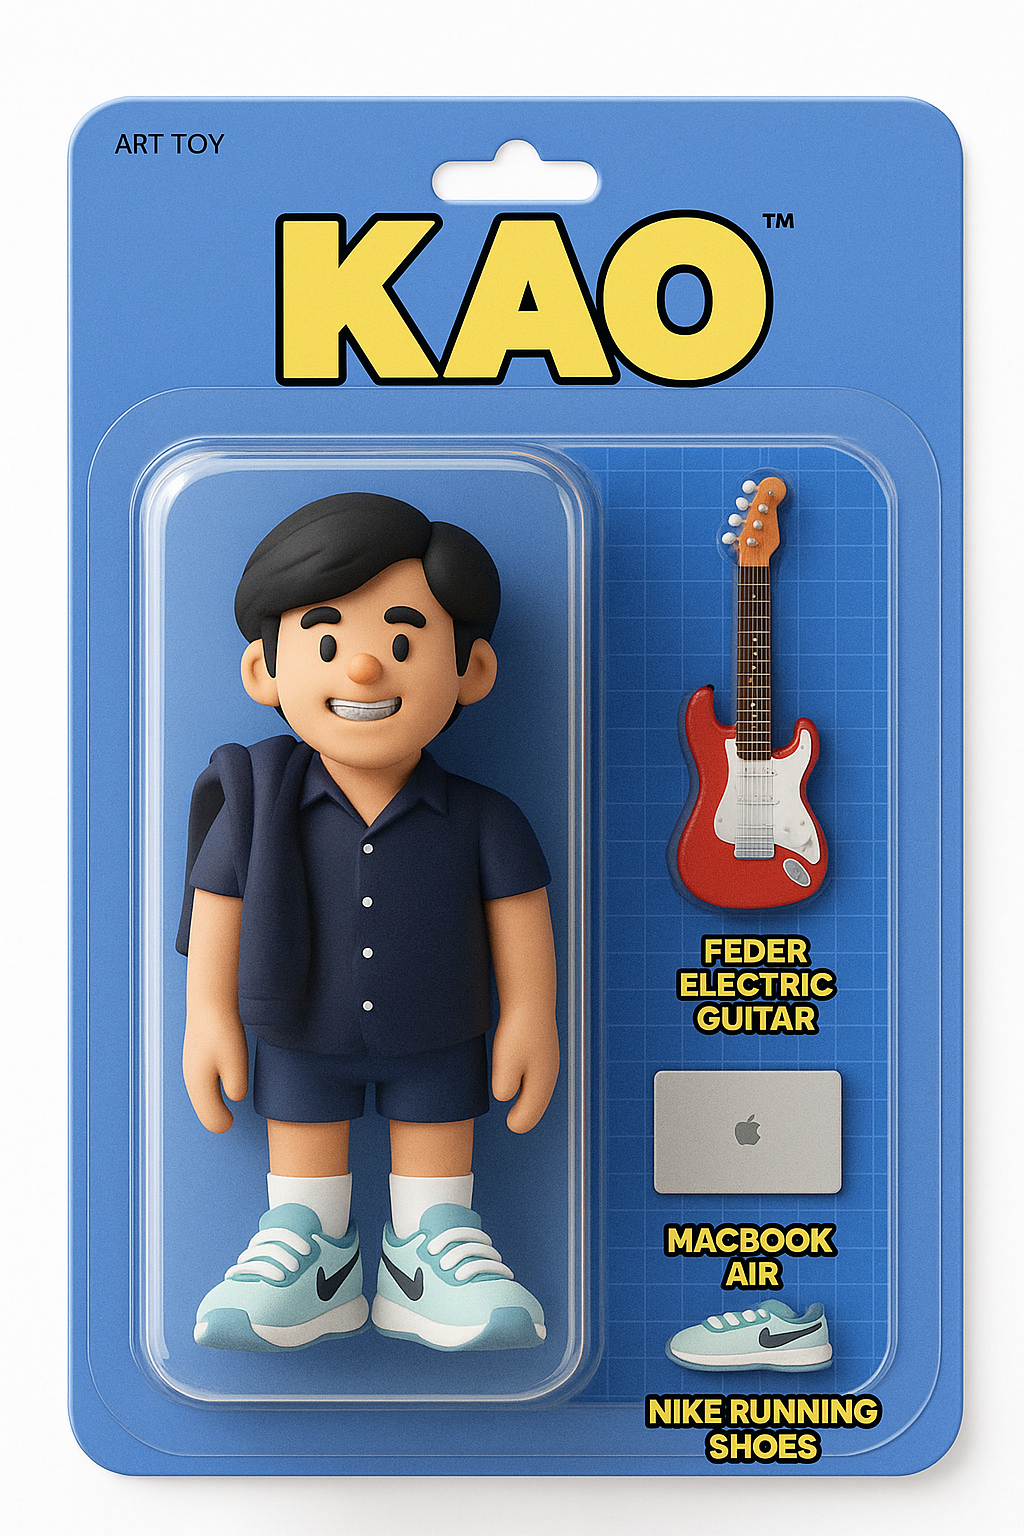 ART TOY
KAO™
FEDER
ELECTRIC
GUITAR
MACBOOK
AIR
NIKE RUNNING
SHOES